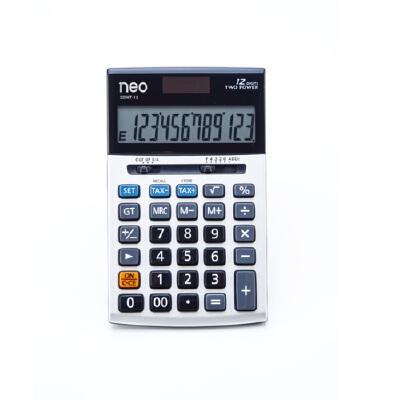 neo
12 DIGITS
TWO POWER
E 123456789123
RECALL STORE
SET TAX- TAX+ √ %
GT MRC M- M+ ÷
+/- 7 8 9 ×
▶ 4 5 6 −
ON
C·CE 1 2 3 +
0 00 • =